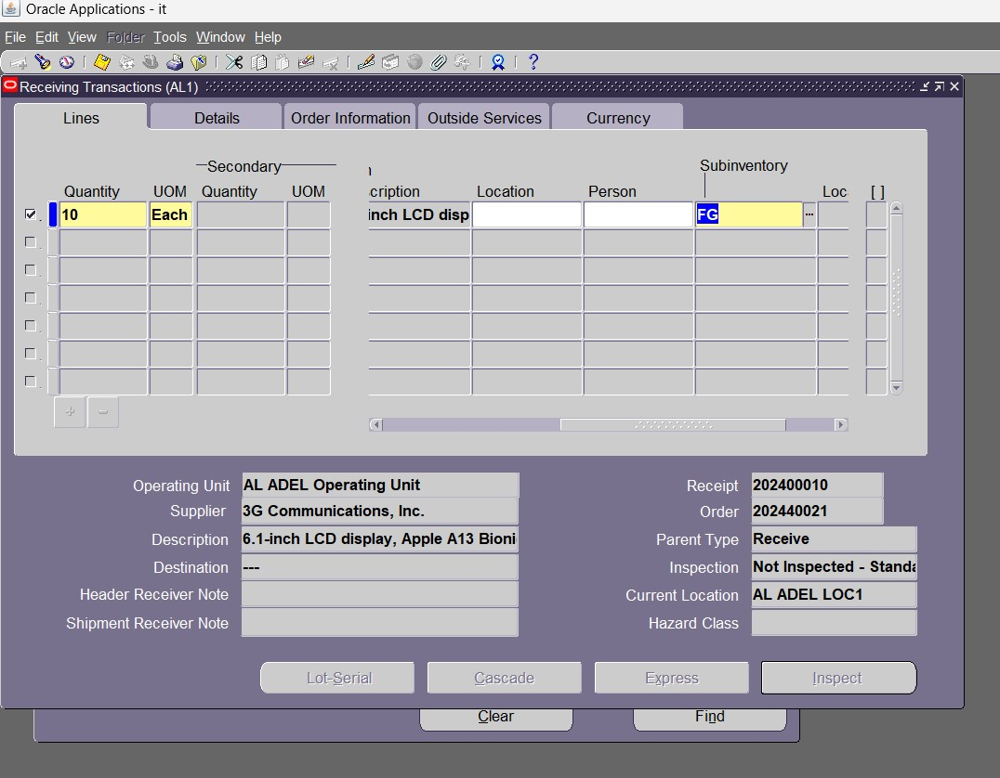 Oracle Applications - it
File Edit View Folder Tools Window Help
Receiving Transactions (AL1)
Lines Details Order Information Outside Services Currency
Secondary Subinventory
Quantity UOM Quantity UOM cription Location Person Loc [ ]
10 Each inch LCD disp FG ...
Operating Unit AL ADEL Operating Unit Receipt 202400010
Supplier 3G Communications, Inc. Order 202440021
Description 6.1-inch LCD display, Apple A13 Bioni Parent Type Receive
Destination --- Inspection Not Inspected - Standa
Header Receiver Note Current Location AL ADEL LOC1
Shipment Receiver Note Hazard Class
Lot-Serial Cascade Express Inspect
Clear Find